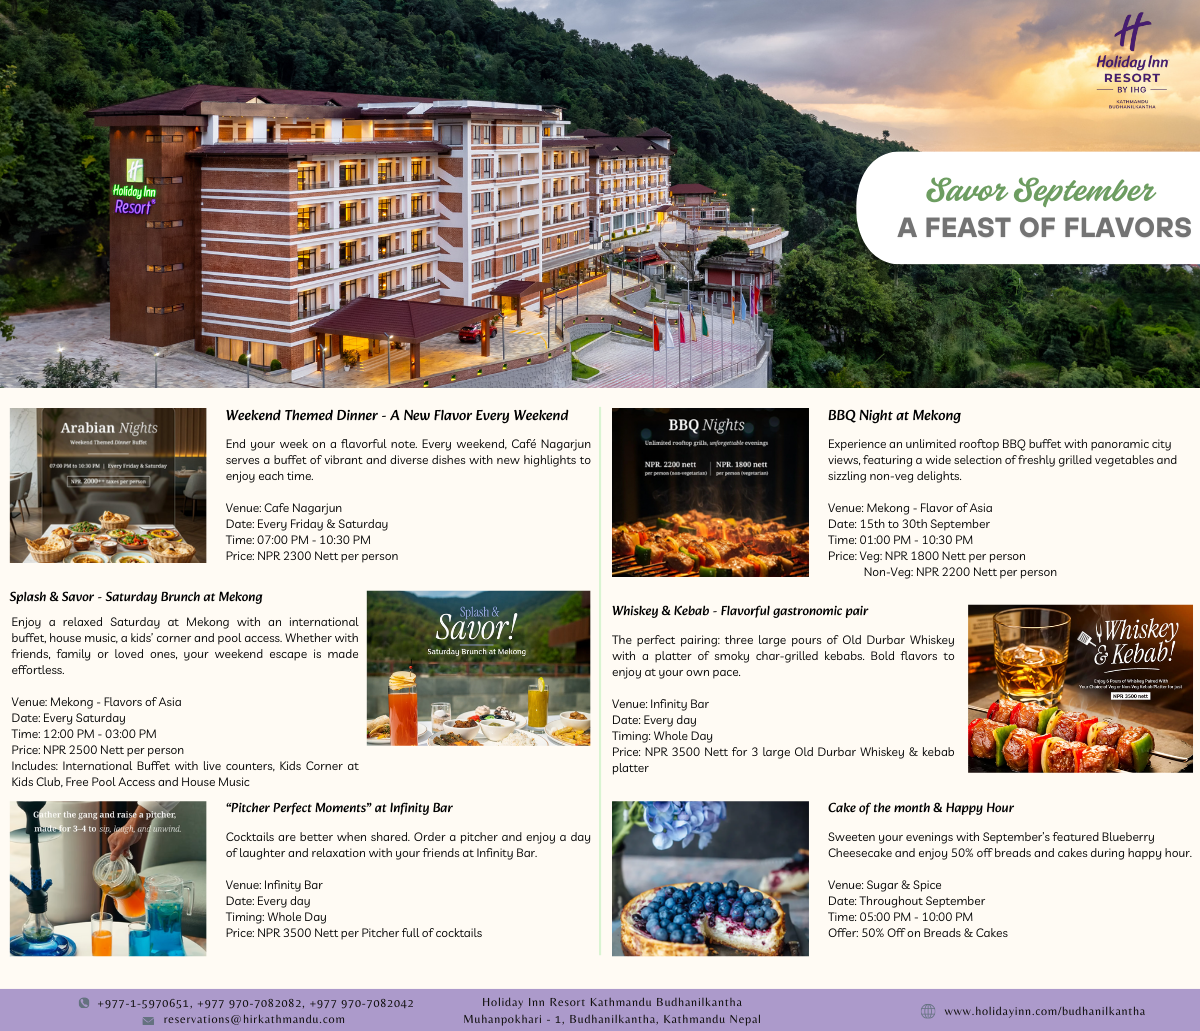 Holiday Inn
RESORT
BY IHG
KATHMANDU
BUDHANILKANTHA
Holiday Inn
Resort
Savor September
A FEAST OF FLAVORS
Arabian Nights
Weekend Themed Dinner Buffet
07:00 PM to 10:30 PM | Every Friday & Saturday
NPR. 2000++ taxes per person
Weekend Themed Dinner - A New Flavor Every Weekend
End your week on a flavorful note. Every weekend, Café Nagarjun
serves a buffet of vibrant and diverse dishes with new highlights to
enjoy each time.
Venue: Cafe Nagarjun
Date: Every Friday & Saturday
Time: 07:00 PM - 10:30 PM
Price: NPR 2300 Nett per person
Splash & Savor - Saturday Brunch at Mekong
Enjoy a relaxed Saturday at Mekong with an international
buffet, house music, a kids’ corner and pool access. Whether with
friends, family or loved ones, your weekend escape is made
effortless.
Venue: Mekong - Flavors of Asia
Date: Every Saturday
Time: 12:00 PM - 03:00 PM
Price: NPR 2500 Nett per person
Includes: International Buffet with live counters, Kids Corner at
Kids Club, Free Pool Access and House Music
Splash &
Savor!
Saturday Brunch at Mekong
Gather the gang and raise a pitcher,
made for 3-4 to sip, laugh, and unwind.
“Pitcher Perfect Moments” at Infinity Bar
Cocktails are better when shared. Order a pitcher and enjoy a day
of laughter and relaxation with your friends at Infinity Bar.
Venue: Infinity Bar
Date: Every day
Timing: Whole Day
Price: NPR 3500 Nett per Pitcher full of cocktails
BBQ Nights
Unlimited rooftop grills, unforgettable evenings
NPR. 2200 nett
per person (non-vegetarian)
NPR. 1800 nett
per person (vegetarian)
BBQ Night at Mekong
Experience an unlimited rooftop BBQ buffet with panoramic city
views, featuring a wide selection of freshly grilled vegetables and
sizzling non-veg delights.
Venue: Mekong - Flavor of Asia
Date: 15th to 30th September
Time: 01:00 PM - 10:30 PM
Price: Veg: NPR 1800 Nett per person
Non-Veg: NPR 2200 Nett per person
Whiskey & Kebab - Flavorful gastronomic pair
The perfect pairing: three large pours of Old Durbar Whiskey
with a platter of smoky char-grilled kebabs. Bold flavors to
enjoy at your own pace.
Venue: Infinity Bar
Date: Every day
Timing: Whole Day
Price: NPR 3500 Nett for 3 large Old Durbar Whiskey & kebab
platter
Whiskey
& Kebab!
Enjoy 6 Pours of Whiskey Paired With
Your Choice of Veg or Non-Veg Kebab Platter for just
NPR 3500 nett
Cake of the month & Happy Hour
Sweeten your evenings with September's featured Blueberry
Cheesecake and enjoy 50% off breads and cakes during happy hour.
Venue: Sugar & Spice
Date: Throughout September
Time: 05:00 PM - 10:00 PM
Offer: 50% Off on Breads & Cakes
+977-1-5970651, +977 970-7082082, +977 970-7082042
reservations@hirkathmandu.com
Holiday Inn Resort Kathmandu Budhanilkantha
Muhanpokhari - 1, Budhanilkantha, Kathmandu Nepal
www.holidayinn.com/budhanilkantha